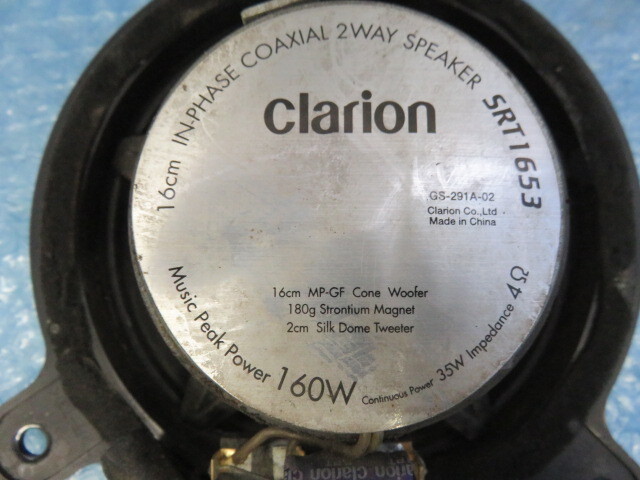 16cm IN-PHASE COAXIAL 2WAY SPEAKER SRT1653
clarion
GS-291A-02
Clarion Co.,Ltd
Made in China
16cm MP-GF Cone Woofer
180g Strontium Magnet
2cm Silk Dome Tweeter
Music Peak Power 160W Continuous Power 35W Impedance 4Ω
clarion